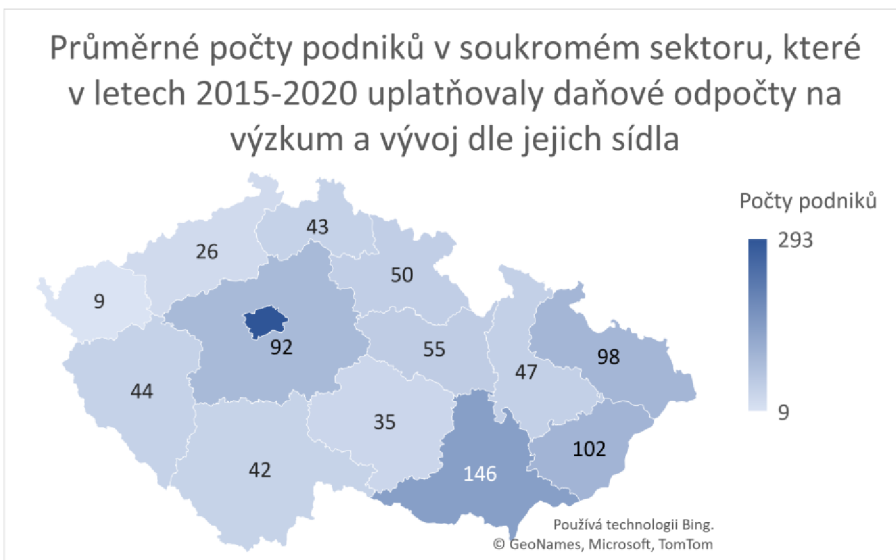 Průměrné počty podniků v soukromém sektoru, které
v letech 2015-2020 uplatňovaly daňové odpočty na
výzkum a vývoj dle jejich sídla
Počty podniků
293
9
43
26
50
9
92
55
98
47
44
35
102
42
146
Používá technologii Bing.
© GeoNames, Microsoft, TomTom